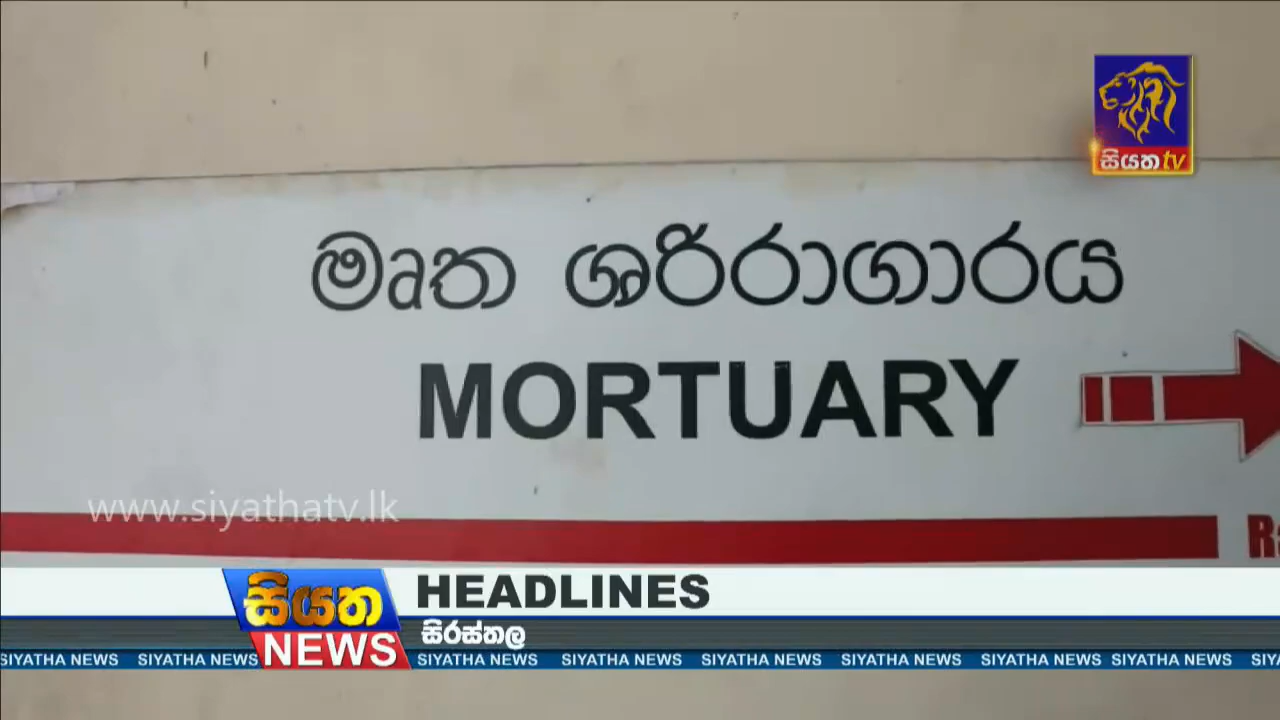 සියත tv
මෘත ශරීරාගාරය
MORTUARY
www.siyathatv.lk
සියත
NEWS
HEADLINES
සිරස්තල
SIYATHA NEWS SIYATHA NEWS SIYATHA NEWS SIYATHA NEWS SIYATHA NEWS SIYATHA NEWS SIYATHA NEWS SIYATHA NEWS